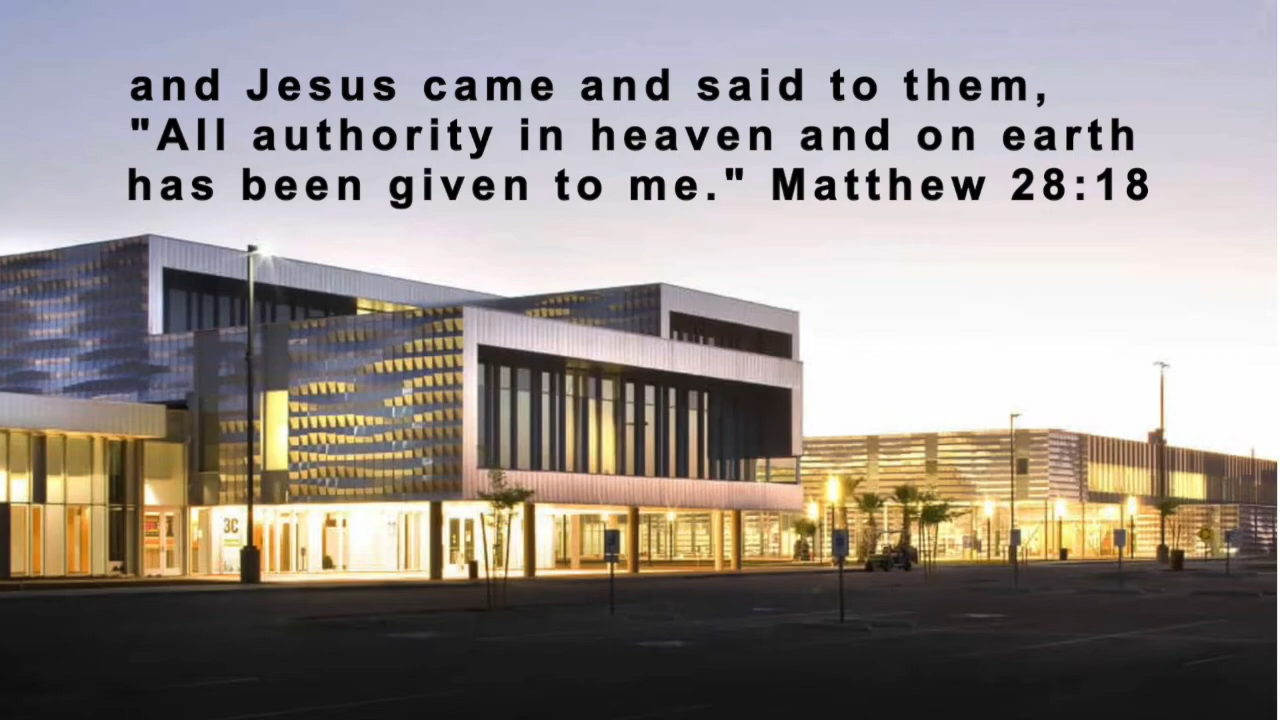 and Jesus came and said to them,
"All authority in heaven and on earth
has been given to me." Matthew 28:18
3C